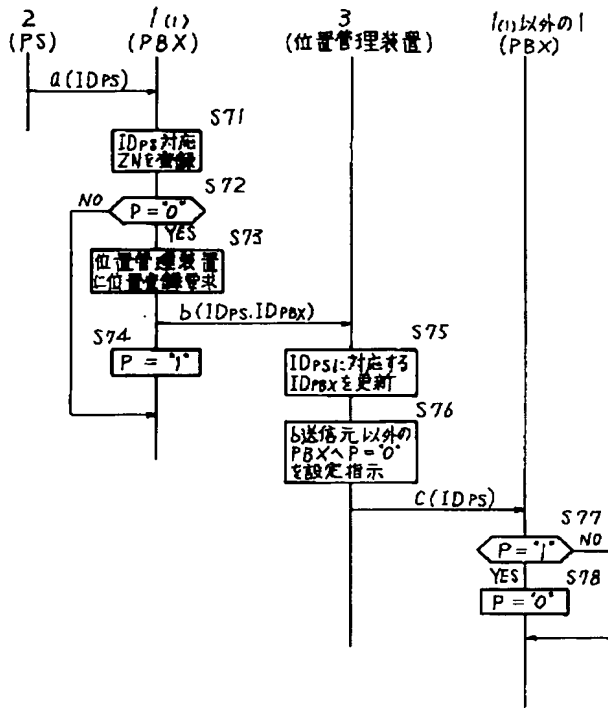 2
(PS)
1(1)
(PBX)
3
(位置管理装置)
1(1)以外の1
(PBX)
a(IDPS)
S71
IDPS対応
ZNを登録
S72
NO
P="0"
YES
S73
位置管理装置
に位置登録要求
b(IDPS.IDPBX)
S74
P="1"
S75
IDPSに対応する
IDPBXを更新
S76
b送信元以外の
PBXへP="0"
を設定指示
C(IDPS)
S77
P="1"
NO
YES
S78
P="0"